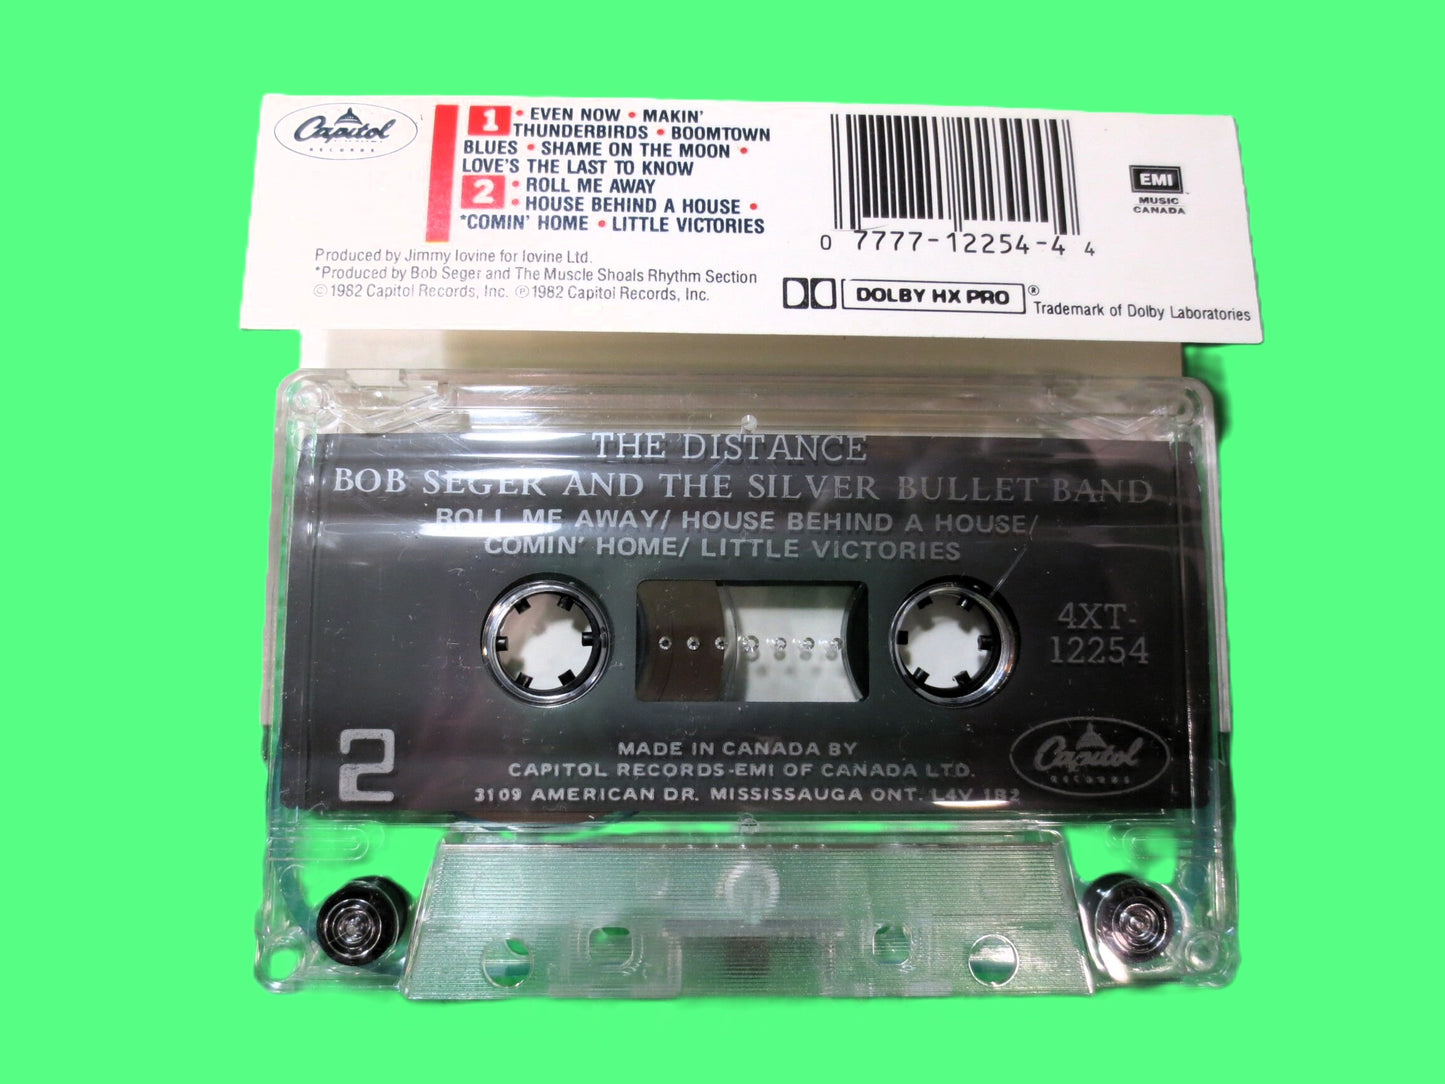 Capitol
RECORDS
1 • EVEN NOW • MAKIN'
THUNDERBIRDS • BOOMTOWN
BLUES • SHAME ON THE MOON •
LOVE'S THE LAST TO KNOW
2 • ROLL ME AWAY
• HOUSE BEHIND A HOUSE •
*COMIN' HOME • LITTLE VICTORIES
Produced by Jimmy Iovine for Iovine Ltd.
*Produced by Bob Seger and The Muscle Shoals Rhythm Section
©1982 Capitol Records, Inc. ℗1982 Capitol Records, Inc.
0 7777-12254-4 4
EMI
MUSIC
CANADA
DOLBY HX PRO®
Trademark of Dolby Laboratories
THE DISTANCE
BOB SEGER AND THE SILVER BULLET BAND
ROLL ME AWAY/ HOUSE BEHIND A HOUSE/
COMIN' HOME/ LITTLE VICTORIES
4XT-
12254
2
MADE IN CANADA BY
CAPITOL RECORDS-EMI OF CANADA LTD.
3109 AMERICAN DR. MISSISSAUGA ONT. L4V 1B2
Capitol
RECORDS